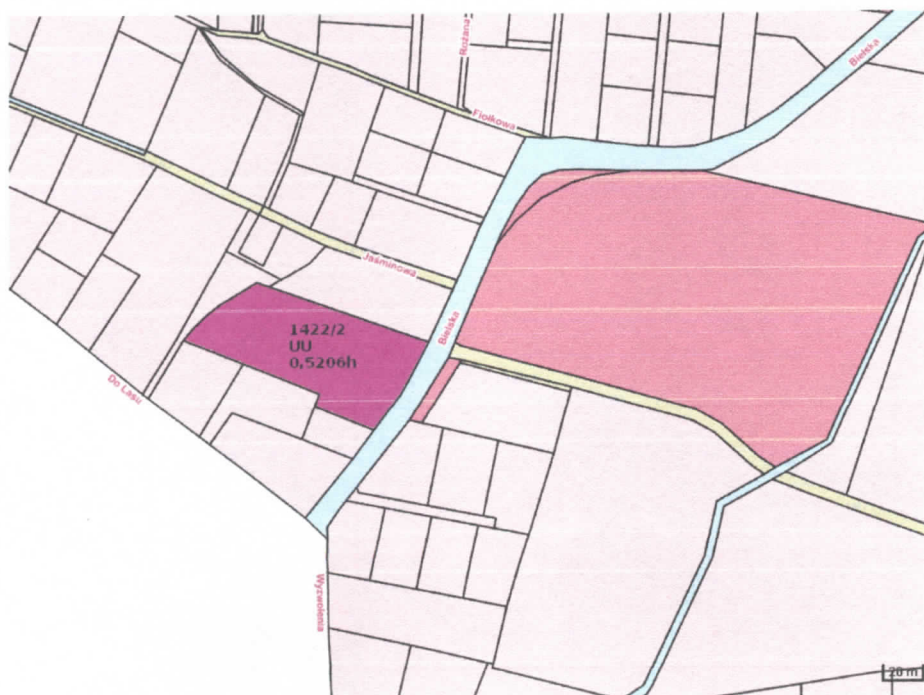 Różana
Bielska
Fiołkowa
Jaśminowa
Bielska
1422/2
UU
0,5206h
Do Lasu
Wyzwolenia
20 m